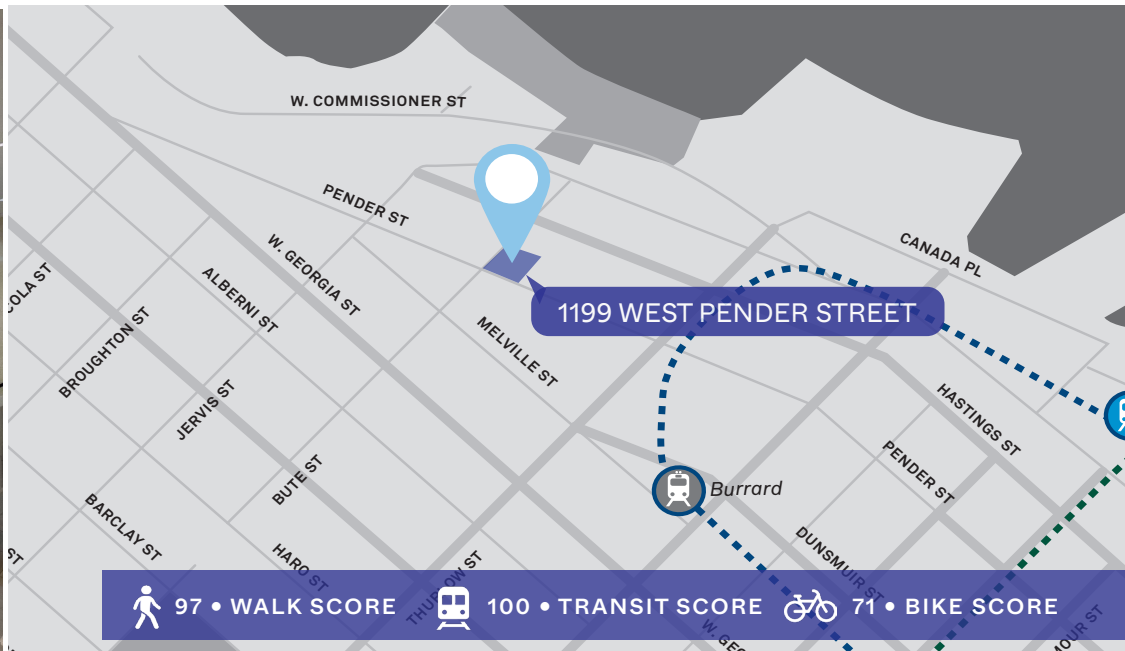 W. COMMISSIONER ST
PENDER ST
CANADA PL
W. GEORGIA ST
ALBERNI ST
1199 WEST PENDER STREET
BROUGHTON ST
MELVILLE ST
JERVIS ST
HASTINGS ST
PENDER ST
BUTE ST
Burrard
BARCLAY ST
DUNSMUIR ST
HARO ST
ST
97 • WALK SCORE
100 • TRANSIT SCORE
71 • BIKE SCORE